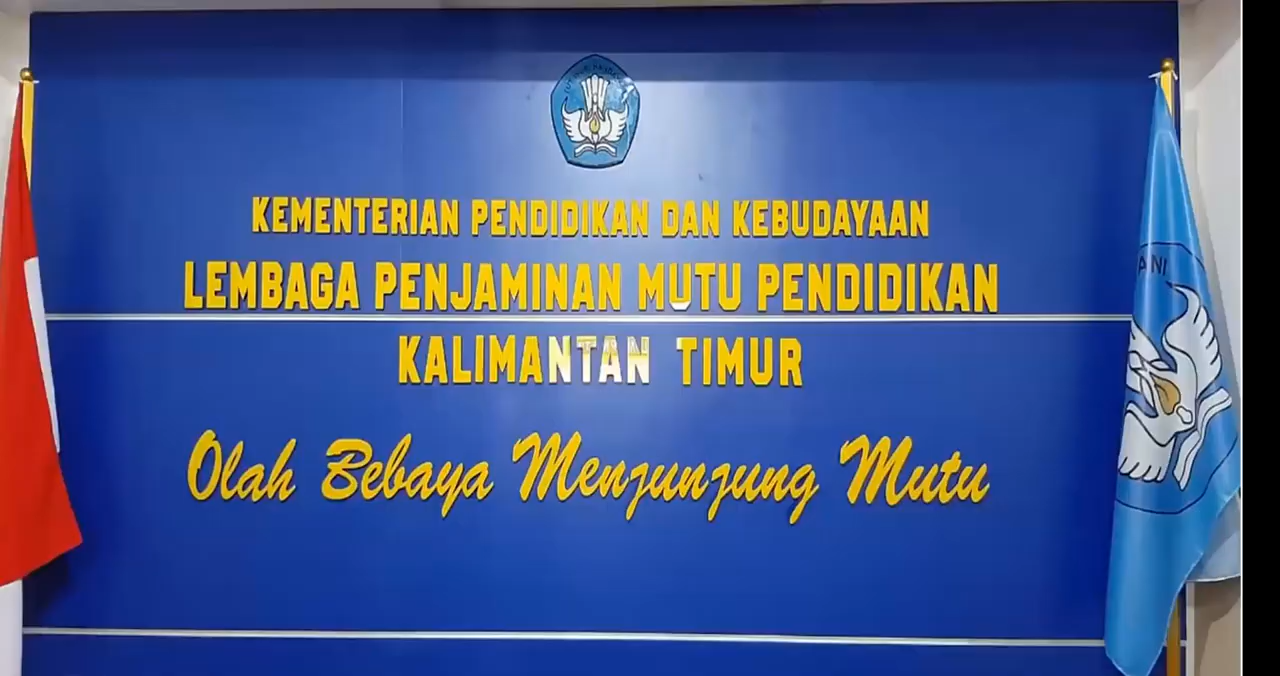 KEMENTERIAN PENDIDIKAN DAN KEBUDAYAAN
LEMBAGA PENJAMINAN MUTU PENDIDIKAN
KALIMANTAN TIMUR
Olah Bebaya Menjunjung Mutu